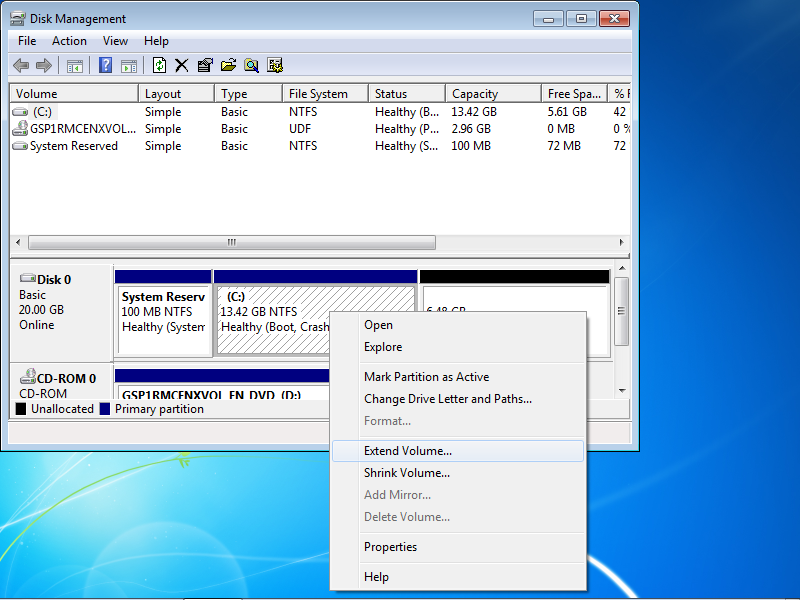 Disk Management
File Action View Help
Volume Layout Type File System Status Capacity Free Spa... % F
(C:) Simple Basic NTFS Healthy (B... 13.42 GB 5.61 GB 42
GSP1RMCENXVOL... Simple Basic UDF Healthy (P... 2.96 GB 0 MB 0 %
System Reserved Simple Basic NTFS Healthy (S... 100 MB 72 MB 72
Disk 0
Basic
20.00 GB
Online
System Reserv
100 MB NTFS
Healthy (System
(C:)
13.42 GB NTFS
Healthy (Boot, Crash
6.48 GB
CD-ROM 0
CD-ROM
GSP1RMCENXVOL_EN_DVD (D:)
Unallocated Primary partition
Open
Explore
Mark Partition as Active
Change Drive Letter and Paths...
Format...
Extend Volume...
Shrink Volume...
Add Mirror...
Delete Volume...
Properties
Help